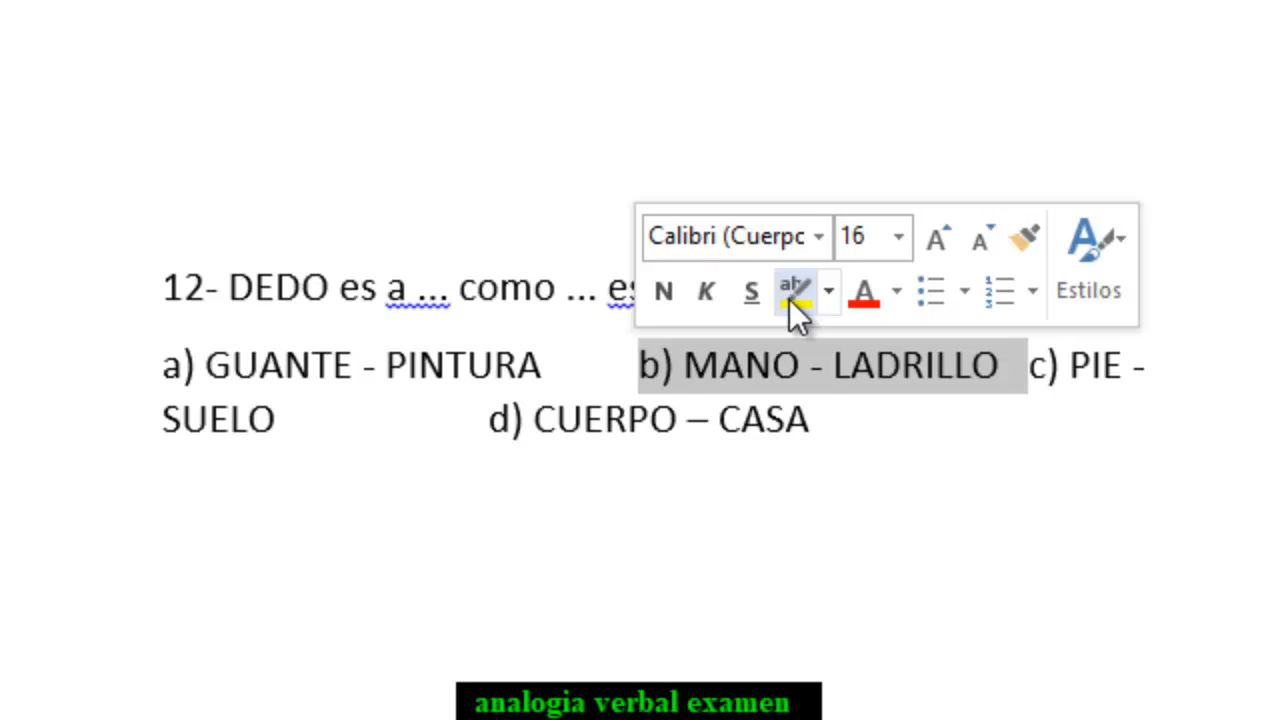 Calibri (Cuerpc 16
N K S ab A Estilos
12- DEDO es a ... como ... es
a) GUANTE - PINTURA b) MANO - LADRILLO c) PIE -
SUELO d) CUERPO – CASA
analogia verbal examen